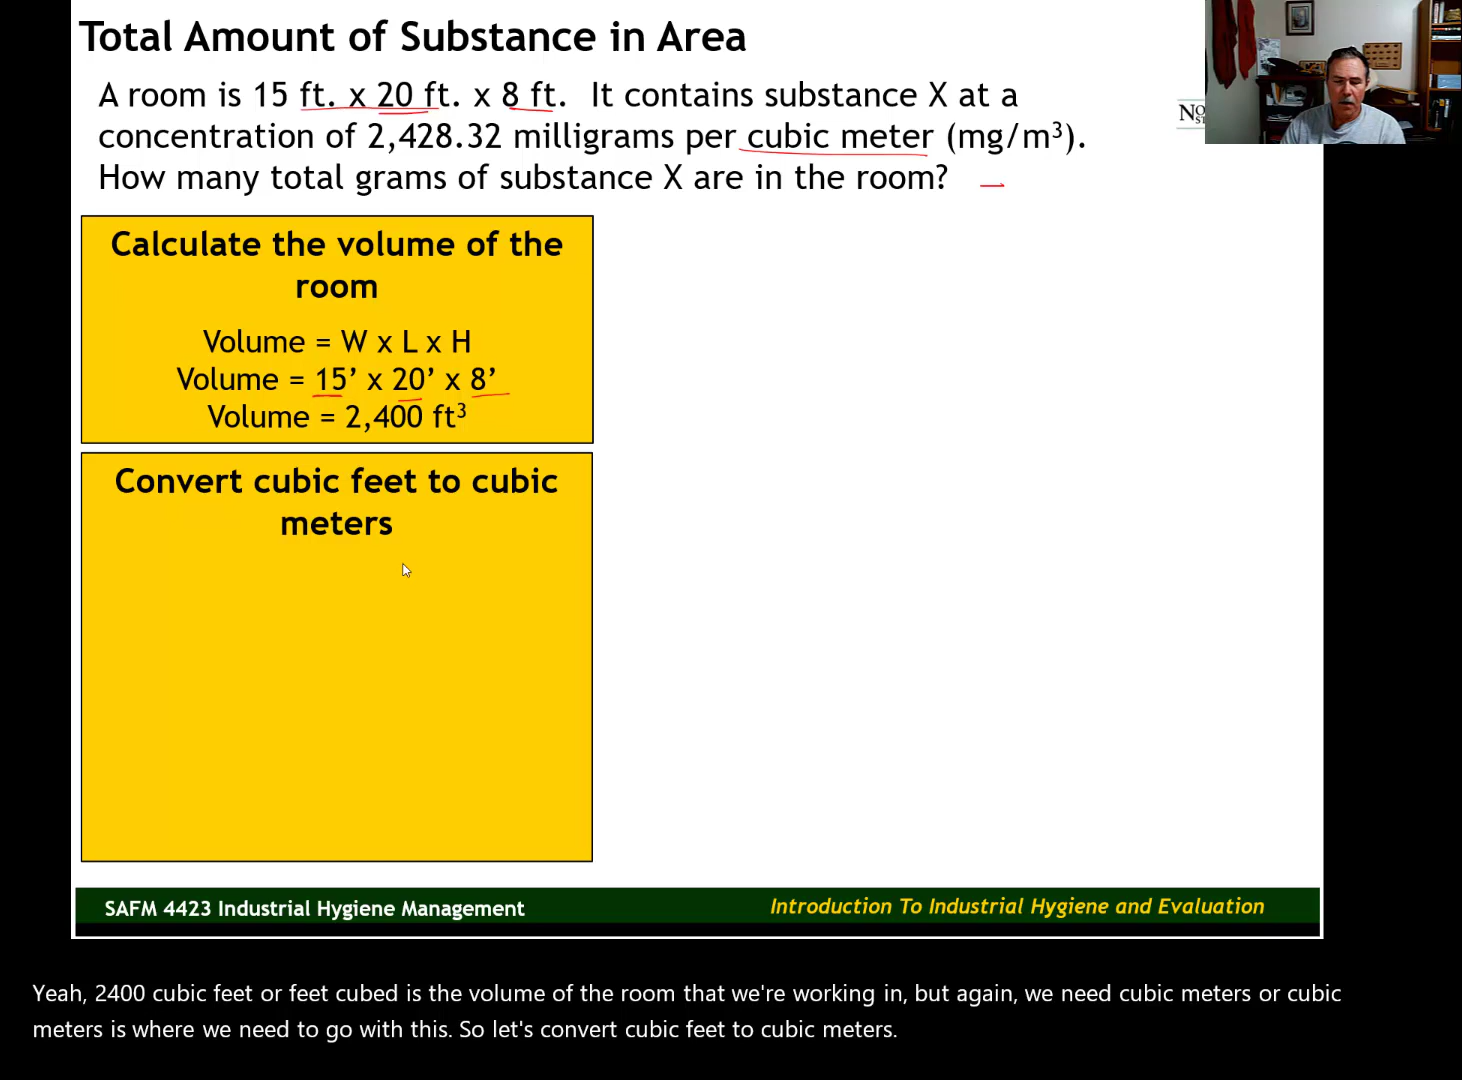 Total Amount of Substance in Area
A room is 15 ft. x 20 ft. x 8 ft. It contains substance X at a
concentration of 2,428.32 milligrams per cubic meter (mg/m³).
How many total grams of substance X are in the room?
Calculate the volume of the
room
Volume = W x L x H
Volume = 15’ x 20’ x 8’
Volume = 2,400 ft³
Convert cubic feet to cubic
meters
SAFM 4423 Industrial Hygiene Management
Introduction To Industrial Hygiene and Evaluation
Yeah, 2400 cubic feet or feet cubed is the volume of the room that we're working in, but again, we need cubic meters or cubic
meters is where we need to go with this. So let's convert cubic feet to cubic meters.